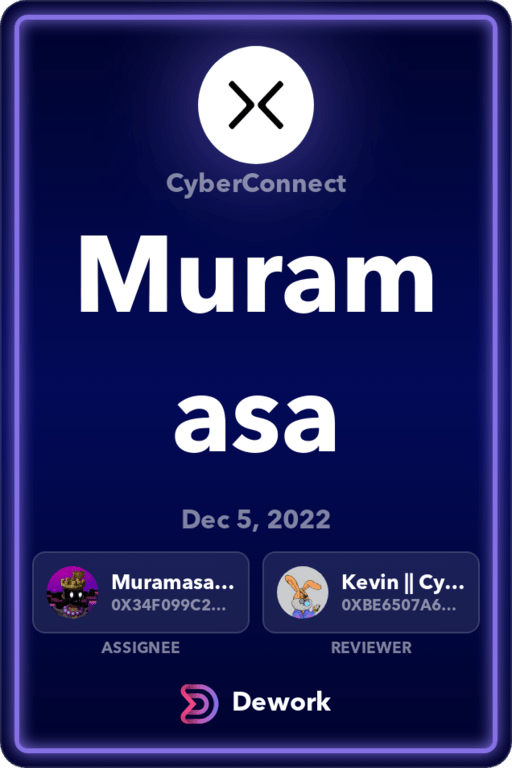 CyberConnect
Muram
asa
Dec 5, 2022
Muramasa...
0X34F099C2...
Kevin || Cy...
0XBE6507A6...
ASSIGNEE
REVIEWER
Dework